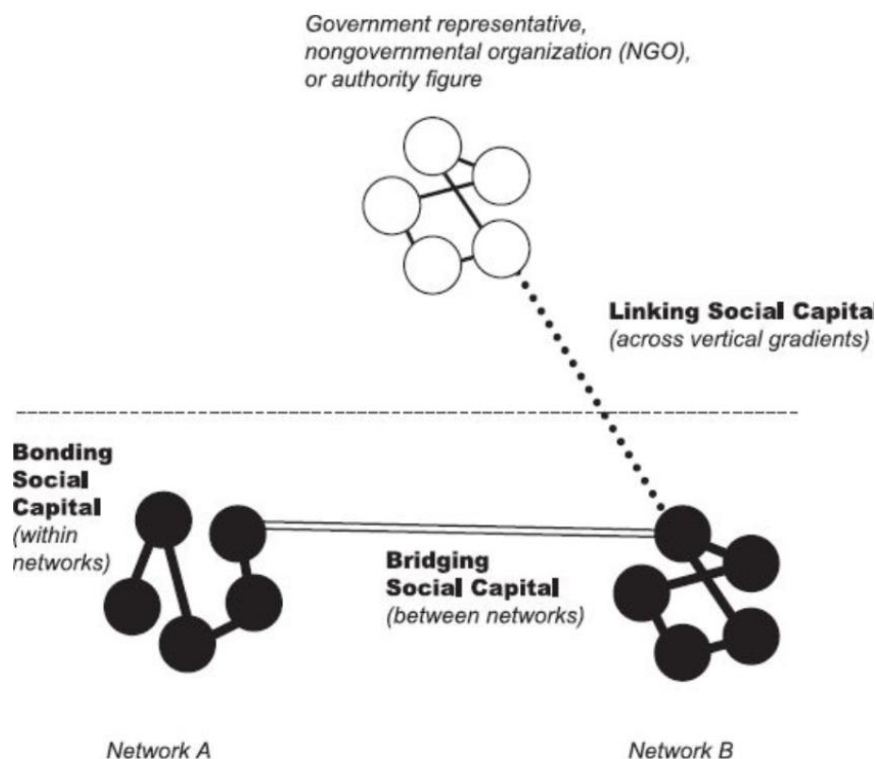 Government representative,
nongovernmental organization (NGO),
or authority figure
Linking Social Capital
(across vertical gradients)
Bonding
Social
Capital
(within
networks)
Bridging
Social Capital
(between networks)
Network A
Network B